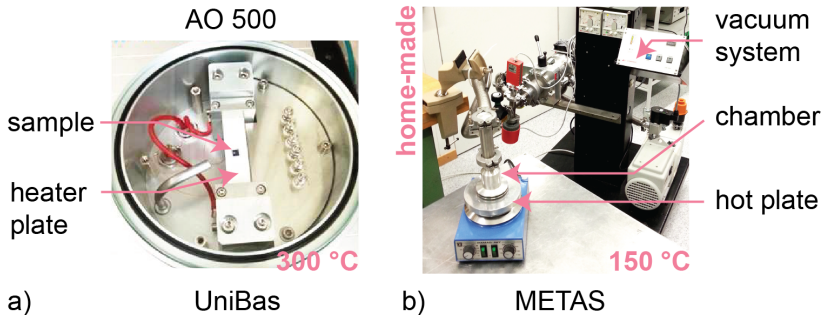 AO 500
sample
heater
plate
300 °C
a)
UniBas
home-made
vacuum
system
chamber
hot plate
150 °C
b)
METAS